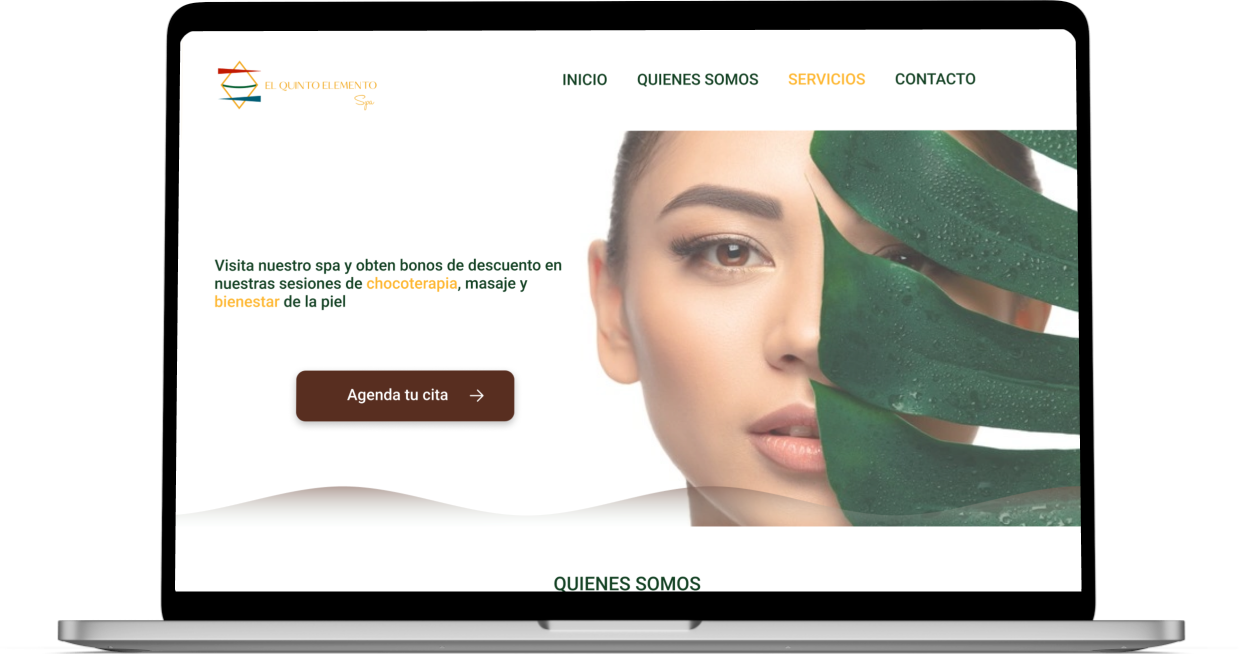 EL QUINTO ELEMENTO
Spa
INICIO QUIENES SOMOS SERVICIOS CONTACTO
Visita nuestro spa y obten bonos de descuento en
nuestras sesiones de chocoterapia, masaje y
bienestar de la piel
Agenda tu cita →
QUIENES SOMOS